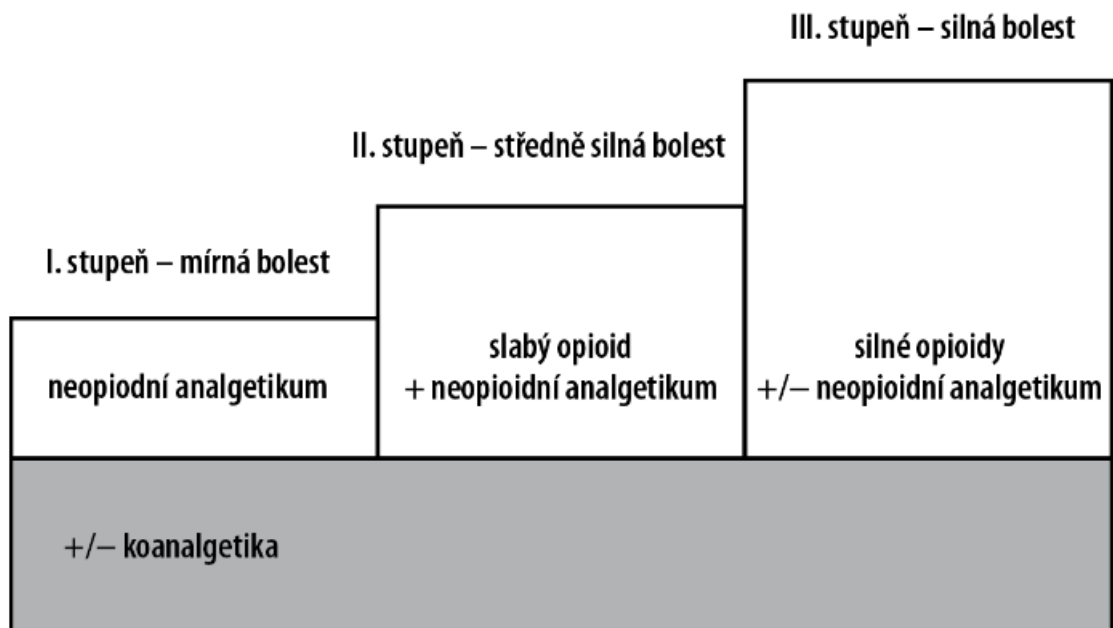 III. stupeň – silná bolest
II. stupeň – středně silná bolest
I. stupeň – mírná bolest
neopiodní analgetikum
slabý opioid
+ neopioidní analgetikum
silné opioidy
+/− neopioidní analgetikum
+/− koanalgetika